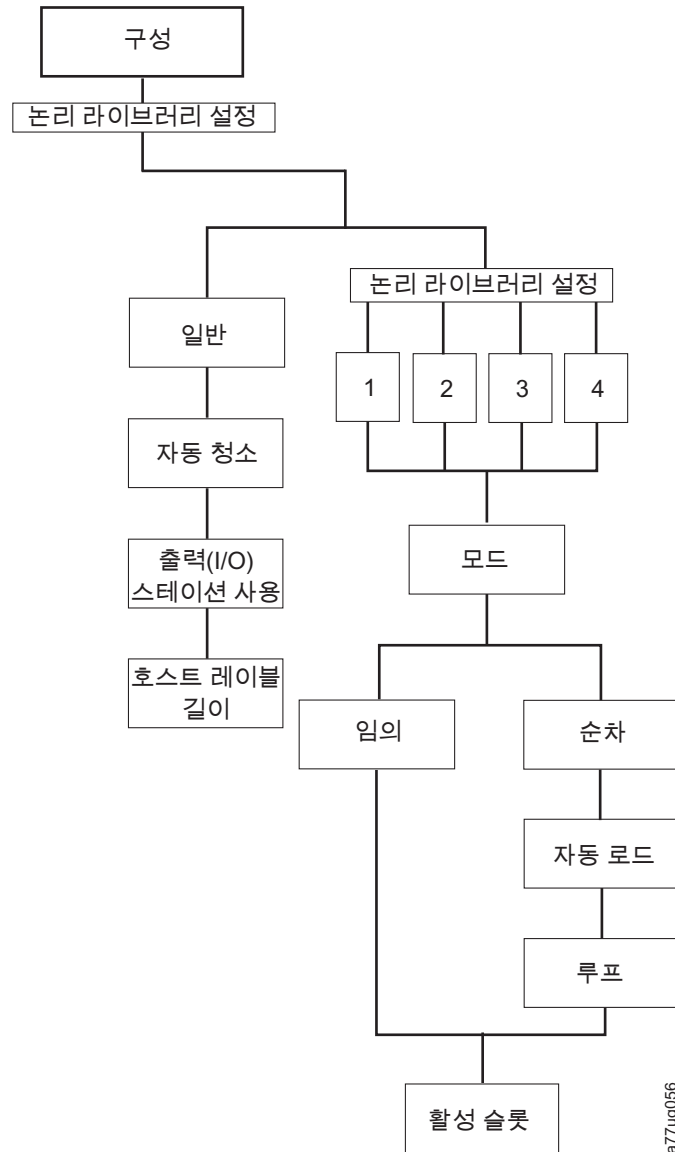 구성
논리 라이브러리 설정
일반
자동 청소
출력(I/O)
스테이션 사용
호스트 레이블
길이
논리 라이브러리 설정
1 2 3 4
모드
임의
순차
자동 로드
루프
활성 슬롯
a77ug056